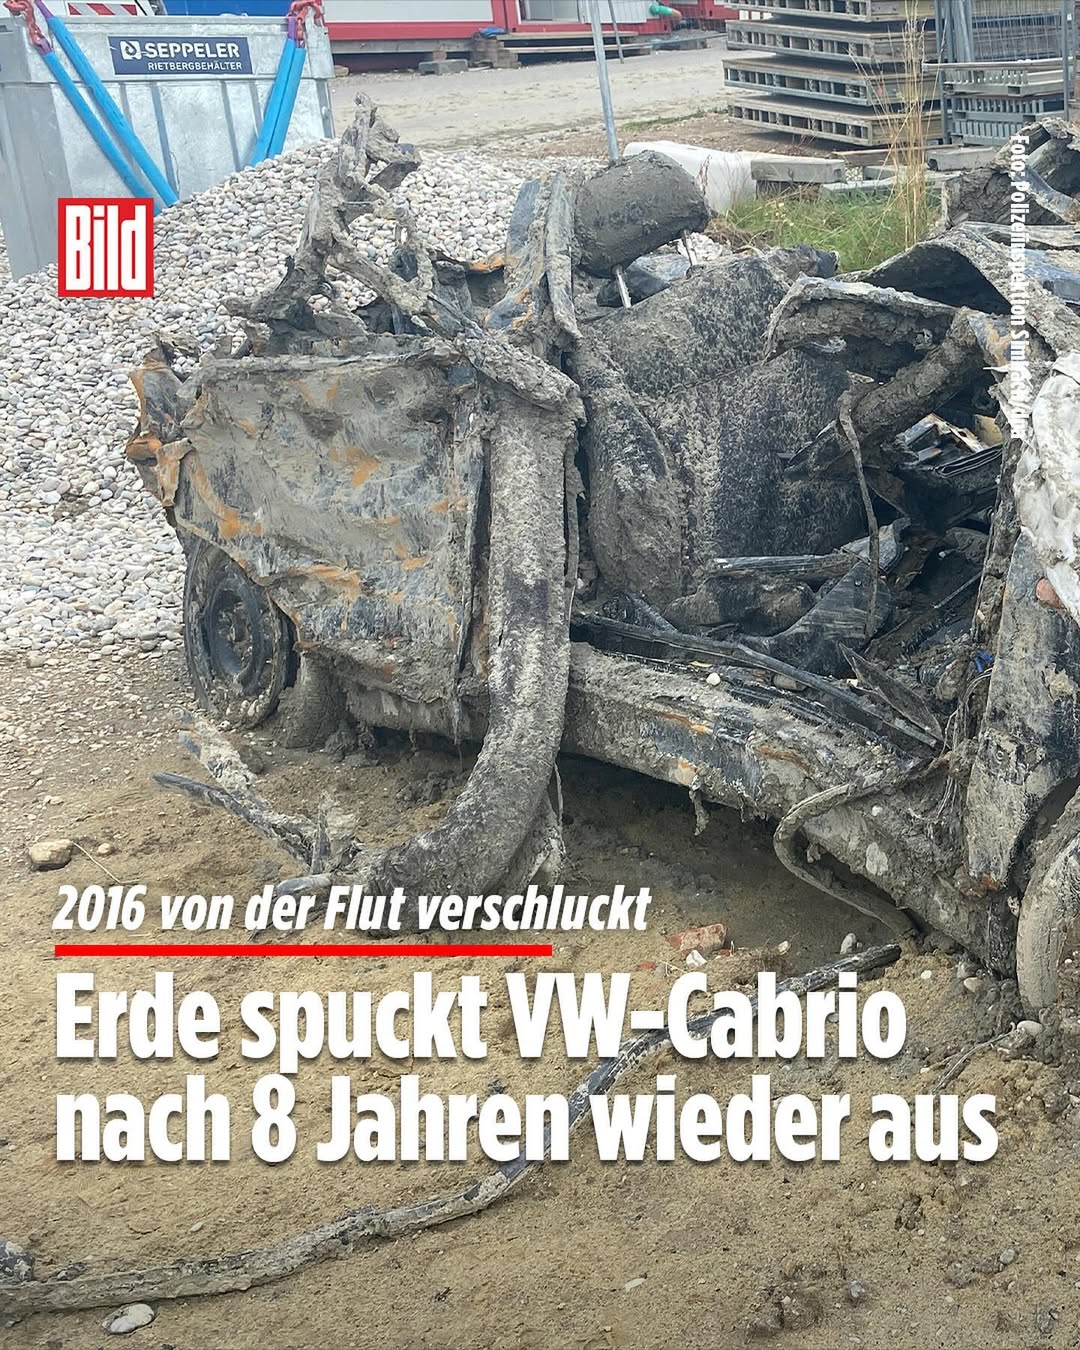 SEPPELER
RIETBERGBEHÄLTER
Bild
Foto: Polizeiinspektion Simbach
2016 von der Flut verschluckt
Erde spuckt VW-Cabrio
nach 8 Jahren wieder aus